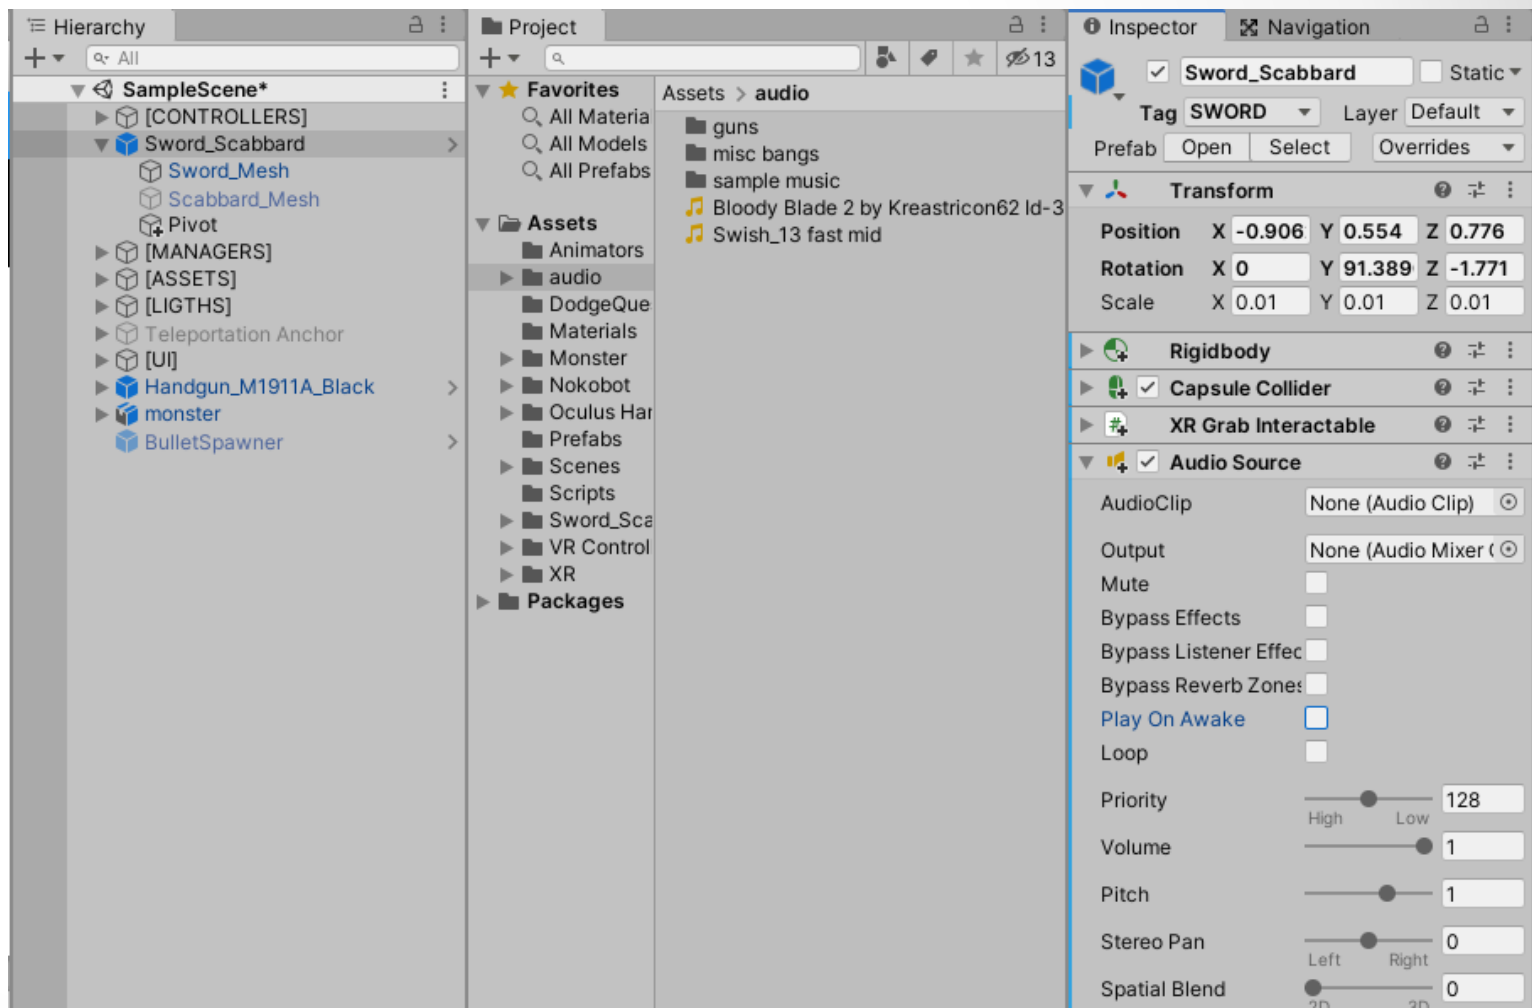 Hierarchy
All
SampleScene*
[CONTROLLERS]
Sword_Scabbard
Sword_Mesh
Scabbard_Mesh
Pivot
[MANAGERS]
[ASSETS]
[LIGTHS]
Teleportation Anchor
[UI]
Handgun_M1911A_Black
monster
BulletSpawner
Project
13
Favorites
All Materia
All Models
All Prefabs
Assets
Animators
audio
DodgeQue
Materials
Monster
Nokobot
Oculus Har
Prefabs
Scenes
Scripts
Sword_Sca
VR Control
XR
Packages
Assets > audio
guns
misc bangs
sample music
Bloody Blade 2 by Kreastricon62 Id-3
Swish_13 fast mid
Inspector Navigation
Sword_Scabbard Static
Tag SWORD Layer Default
Prefab Open Select Overrides
Transform
Position X -0.906 Y 0.554 Z 0.776
Rotation X 0 Y 91.389 Z -1.771
Scale X 0.01 Y 0.01 Z 0.01
Rigidbody
Capsule Collider
XR Grab Interactable
Audio Source
AudioClip None (Audio Clip)
Output None (Audio Mixer
Mute
Bypass Effects
Bypass Listener Effec
Bypass Reverb Zones
Play On Awake
Loop
Priority 128
High Low
Volume 1
Pitch 1
Stereo Pan 0
Left Right
Spatial Blend 0
2D 3D